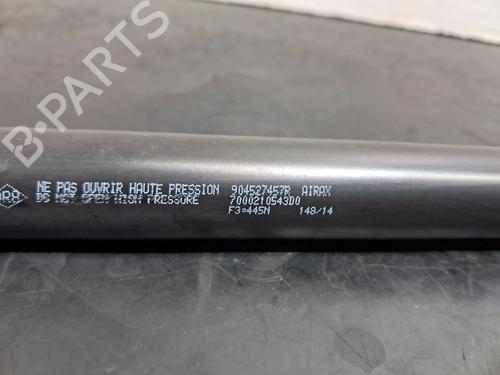 B-PARTS
NE PAS OUVRIR HAUTE PRESSION 904527457R AIRAX
DO NOT OPEN HIGH PRESSURE 7000210543D0
F3=445N 148/14